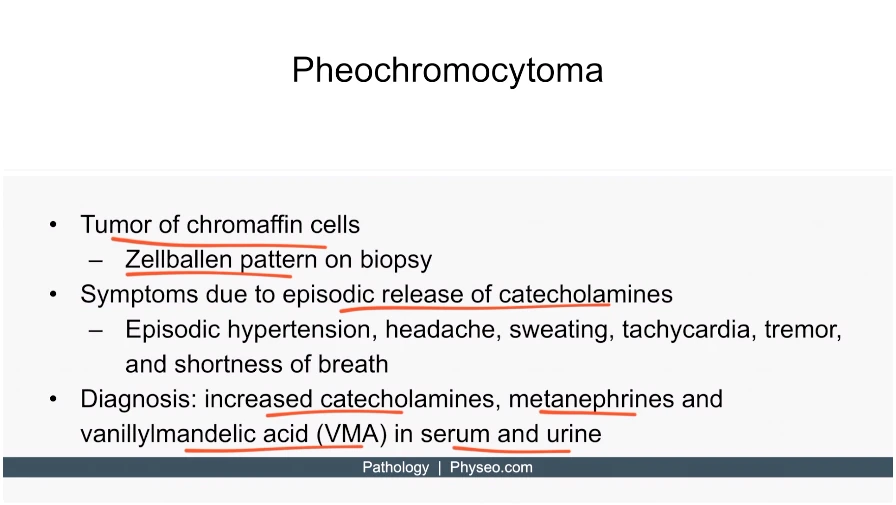 Pheochromocytoma
• Tumor of chromaffin cells
– Zellballen pattern on biopsy
• Symptoms due to episodic release of catecholamines
– Episodic hypertension, headache, sweating, tachycardia, tremor,
and shortness of breath
• Diagnosis: increased catecholamines, metanephrines and
vanillylmandelic acid (VMA) in serum and urine
Pathology | Physeo.com